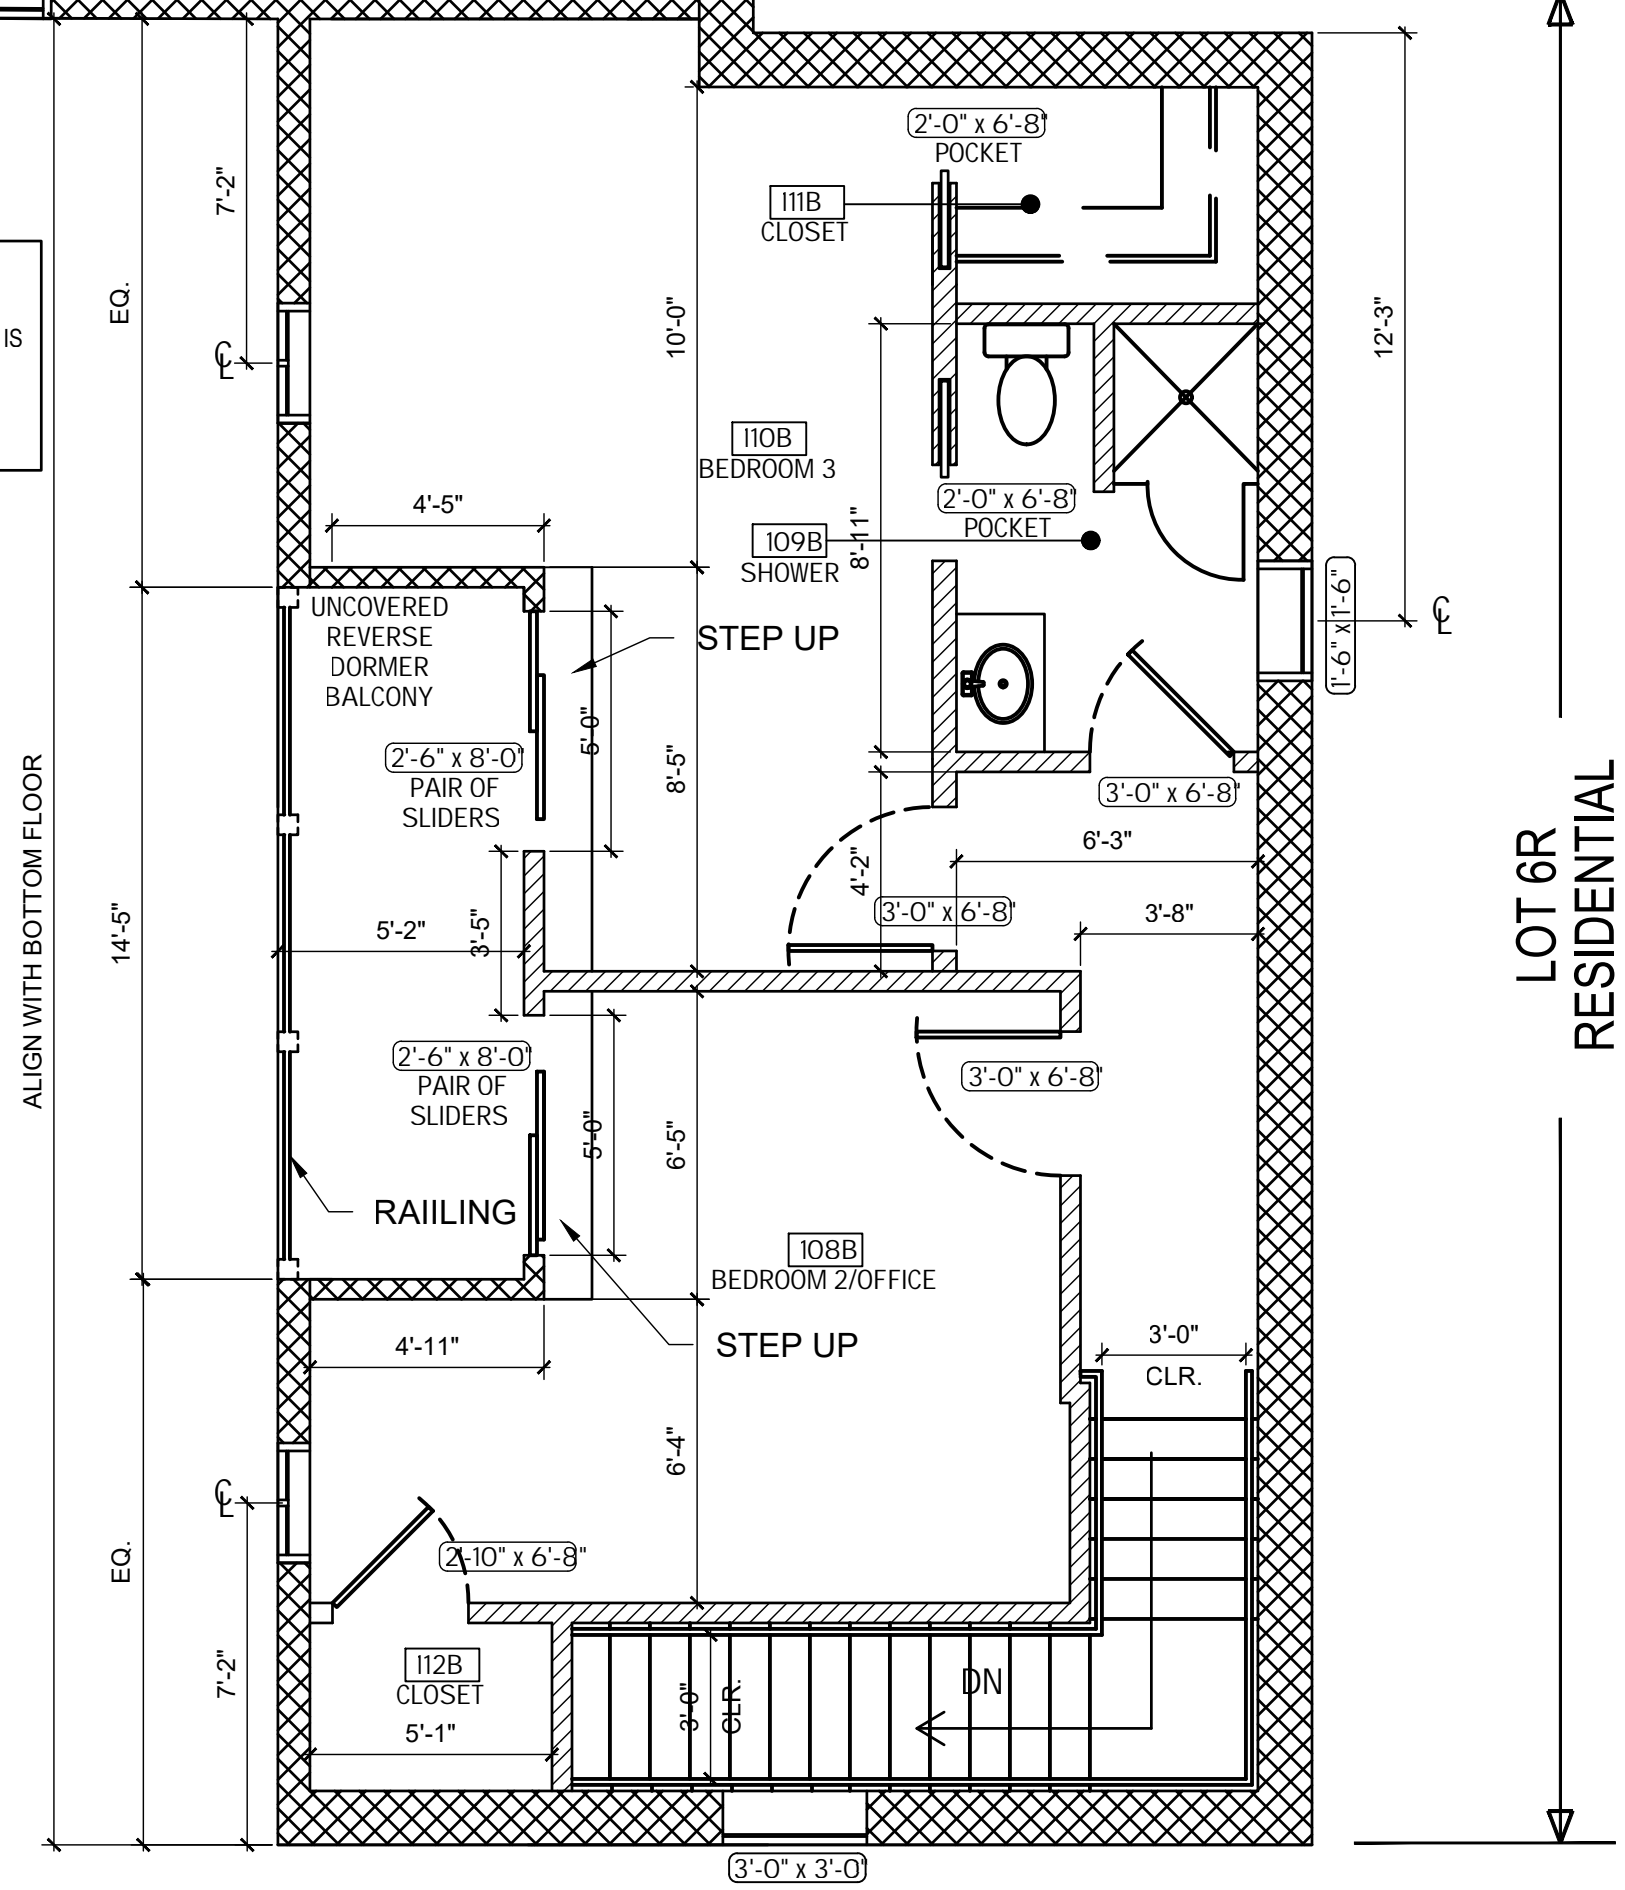 2'-0" x 6'-8"
POCKET
111B
CLOSET
7'-2"
EQ.
IS
10'-0"
12'-3"
CL
110B
BEDROOM 3
4'-5"
2'-0" x 6'-8"
POCKET
109B
SHOWER
8'-11"
UNCOVERED
REVERSE
DORMER
BALCONY
STEP UP
1'-6" x 1'-6"
CL
2'-6" x 8'-0"
PAIR OF
SLIDERS
5'-0"
8'-5"
3'-0" x 6'-8"
6'-3"
4'-2"
3'-0" x 6'-8"
3'-8"
ALIGN WITH BOTTOM FLOOR
14'-5"
5'-2"
3'-5"
LOT 6R
RESIDENTIAL
2'-6" x 8'-0"
PAIR OF
SLIDERS
5'-0"
6'-5"
3'-0" x 6'-8"
RAIILING
108B
BEDROOM 2/OFFICE
4'-11"
STEP UP
3'-0"
CLR.
6'-4"
CL
EQ.
2'-10" x 6'-8"
7'-2"
112B
CLOSET
5'-1"
3'-0"
CLR.
DN
3'-0" x 3'-0"